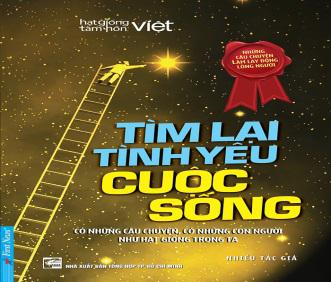 hạt giống
tâm hồn việt
NHỮNG
CÂU CHUYỆN
LÀM LAY ĐỘNG
LÒNG NGƯỜI
TÌM LẠI
TÌNH YÊU
CUỘC
SỐNG
CÓ NHỮNG CÂU CHUYỆN, CÓ NHỮNG CON NGƯỜI
NHƯ HẠT GIỐNG TRONG TA
NHIỀU TÁC GIẢ
First News
NHÀ XUẤT BẢN TỔNG HỢP TP. HỒ CHÍ MINH